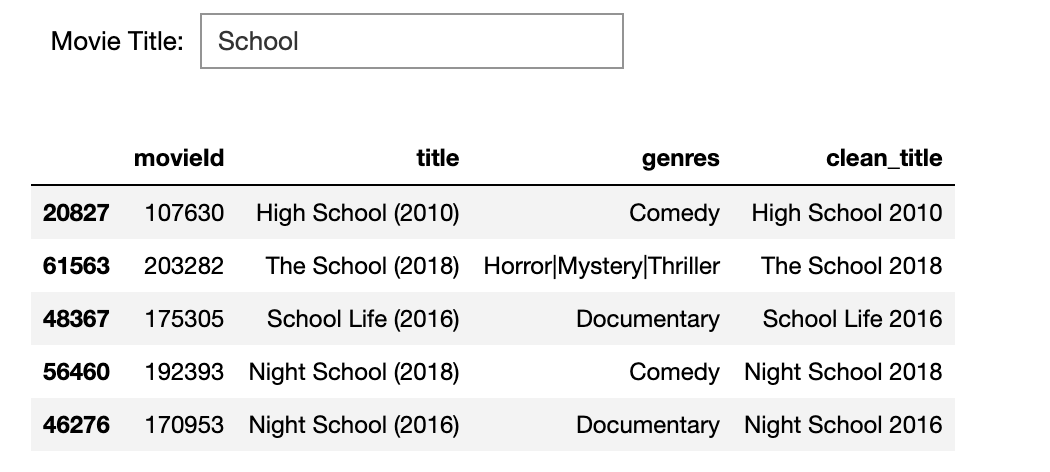 Movie Title: School
movieId title genres clean_title
20827 107630 High School (2010) Comedy High School 2010
61563 203282 The School (2018) Horror|Mystery|Thriller The School 2018
48367 175305 School Life (2016) Documentary School Life 2016
56460 192393 Night School (2018) Comedy Night School 2018
46276 170953 Night School (2016) Documentary Night School 2016